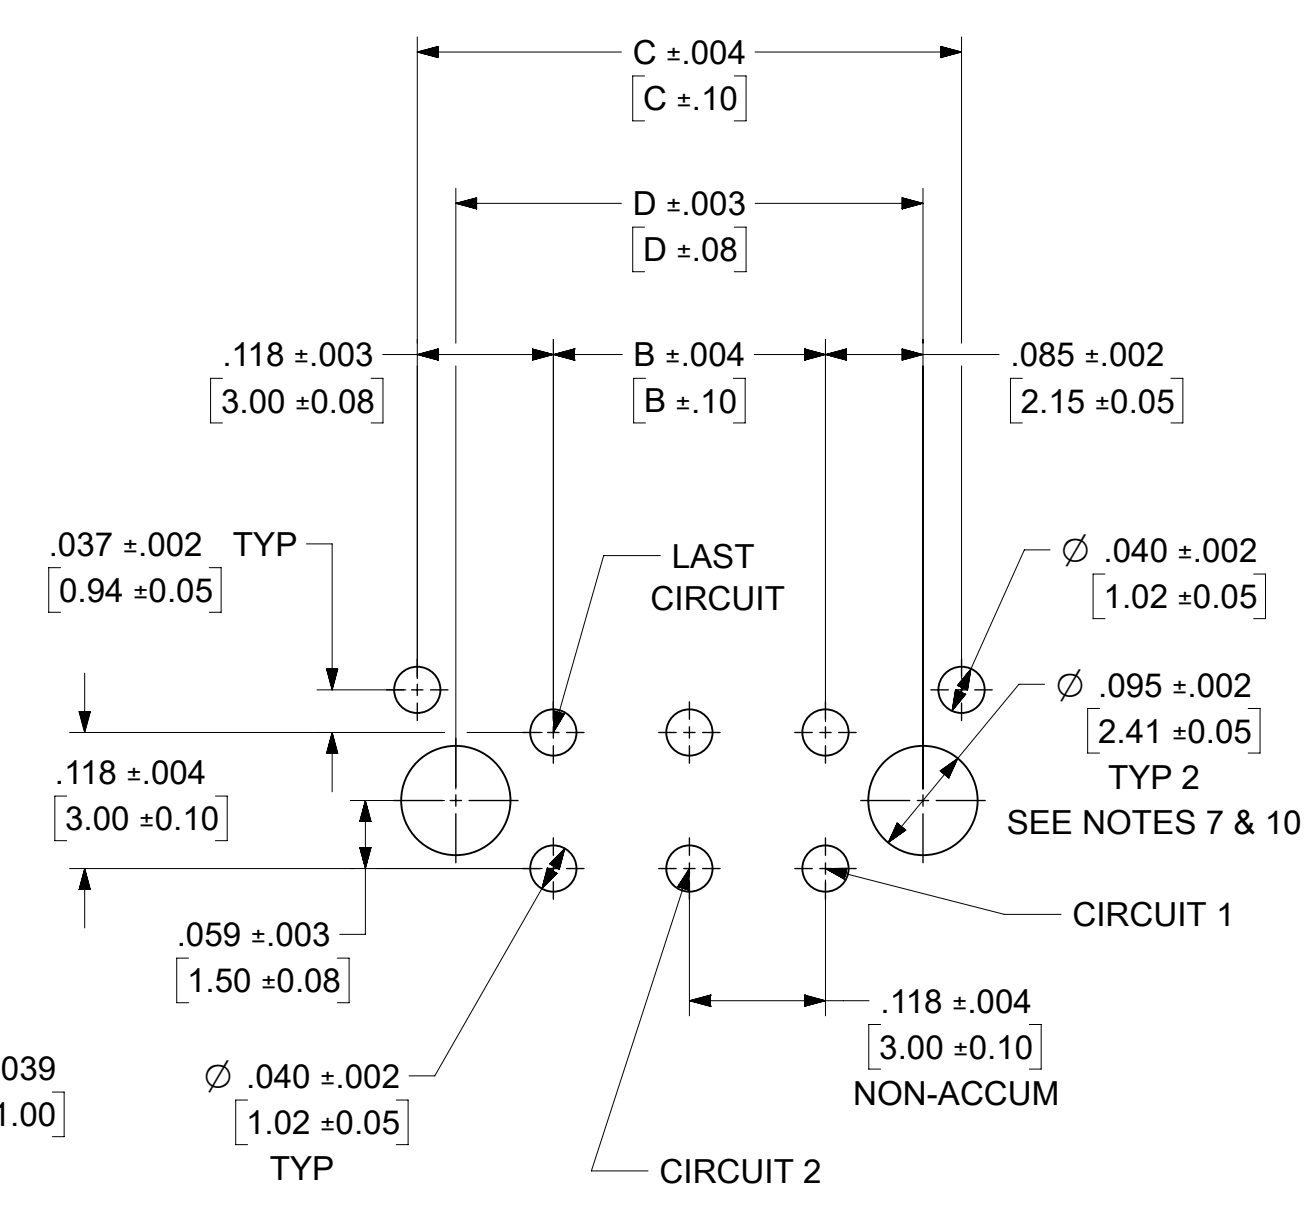 C ±.004
[C ±.10]
D ±.003
[D ±.08]
.118 ±.003
[3.00 ±0.08]
B ±.004
[B ±.10]
.085 ±.002
[2.15 ±0.05]
.037 ±.002 TYP
[0.94 ±0.05]
LAST
CIRCUIT
Ø .040 ±.002
[1.02 ±0.05]
Ø .095 ±.002
[2.41 ±0.05]
TYP 2
SEE NOTES 7 & 10
.118 ±.004
[3.00 ±0.10]
CIRCUIT 1
.059 ±.003
[1.50 ±0.08]
.118 ±.004
[3.00 ±0.10]
NON-ACCUM
039
1.00]
Ø .040 ±.002
[1.02 ±0.05]
TYP
CIRCUIT 2